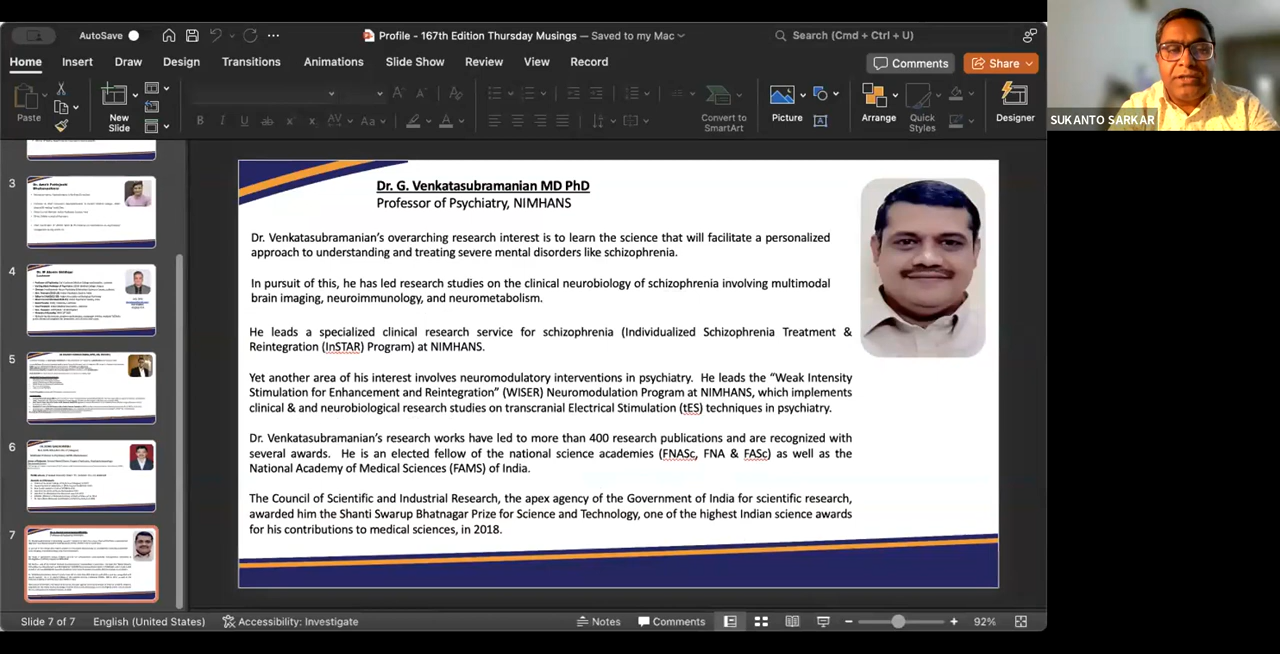 AutoSave
Profile - 167th Edition Thursday Musings — Saved to my Mac
Search (Cmd + Ctrl + U)
Home Insert Draw Design Transitions Animations Slide Show Review View Record
Comments Share
Paste
New
Slide
Convert to
SmartArt
Picture
Arrange
Quick
Styles
Designer
SUKANTO SARKAR
3
4
5
6
7
Dr. G. Venkatasubramanian MD PhD
Professor of Psychiatry, NIMHANS
Dr. Venkatasubramanian's overarching research interest is to learn the science that will facilitate a personalized
approach to understanding and treating severe mental disorders like schizophrenia.
In pursuit of this, he has led research studies in the clinical neurobiology of schizophrenia involving multimodal
brain imaging, neuroimmunology, and neurometabolism.
He leads a specialized clinical research service for schizophrenia (Individualized Schizophrenia Treatment &
Reintegration (InSTAR) Program) at NIMHANS.
Yet another area of his interest involves neuromodulatory interventions in psychiatry. He leads the "Weak Intensity
Stimulation for Enhancement and Reintegration" (WISER) Neuromodulation Program at NIMHANS, which implements
clinical & and neurobiological research studies on transcranial Electrical Stimulation (tES) techniques in psychiatry.
Dr. Venkatasubramanian's research works have led to more than 400 research publications and are recognized with
several awards. He is an elected fellow of the national science academies (FNASc, FNA & FASc) as well as the
National Academy of Medical Sciences (FAMS) of India.
The Council of Scientific and Industrial Research, the apex agency of the Government of India for scientific research,
awarded him the Shanti Swarup Bhatnagar Prize for Science and Technology, one of the highest Indian science awards
for his contributions to medical sciences, in 2018.
Slide 7 of 7 English (United States) Accessibility: Investigate Notes Comments 92%